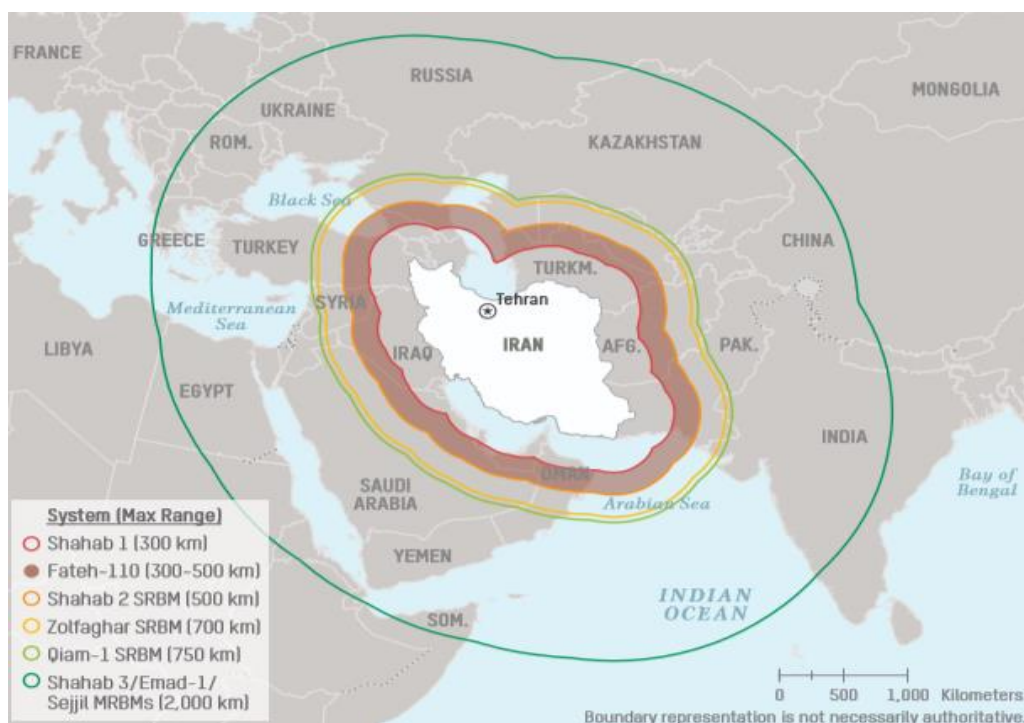 FRANCE
RUSSIA
MONGOLIA
UKRAINE
KAZAKHSTAN
ROM.
Black Sea
GREECE
TURKEY
CHINA
TURKM.
Tehran
SYRIA
Mediterranean
Sea
IRAN
IRAQ
AFG.
PAK.
LIBYA
EGYPT
INDIA
OMAN
SAUDI
ARABIA
Arabian Sea
Bay of
Bengal
YEMEN
INDIAN
OCEAN
SOM.
System (Max Range)
Shahab 1 (300 km)
Fateh-110 (300-500 km)
Shahab 2 SRBM (500 km)
Zolfaghar SRBM (700 km)
Qiam-1 SRBM (750 km)
Shahab 3/Emad-1/
Sejjil MRBMs (2,000 km)
0 500 1,000 Kilometers
Boundary representation is not necessarily authoritative.